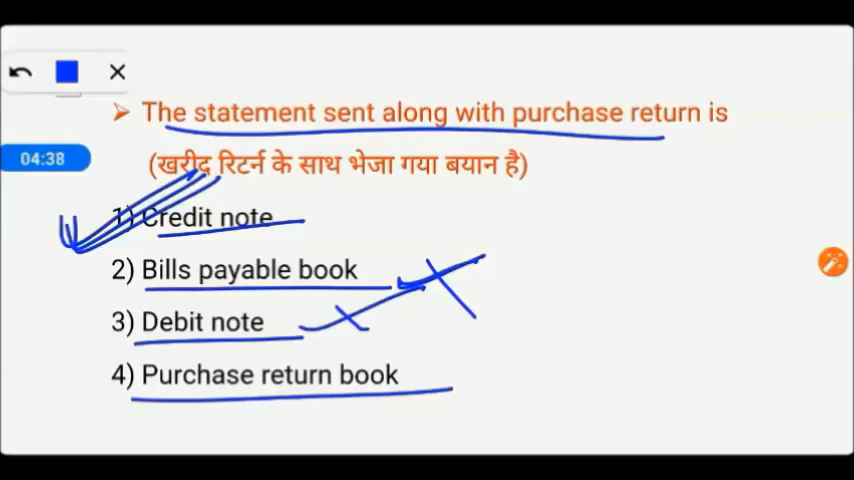 The statement sent along with purchase return is
04:38
(खरीद रिटर्न के साथ भेजा गया बयान है)
1) Credit note
2) Bills payable book
3) Debit note
4) Purchase return book